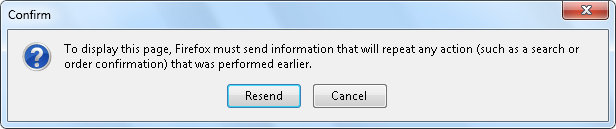 Confirm
To display this page, Firefox must send information that will repeat any action (such as a search or
order confirmation) that was performed earlier.
Resend
Cancel